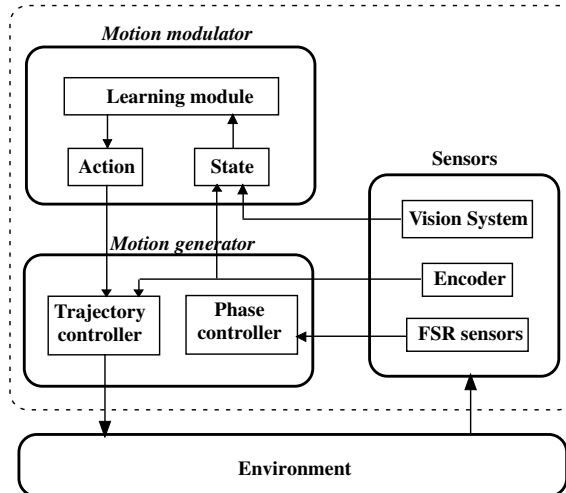 Motion modulator
Learning module
Action
State
Sensors
Vision System
Motion generator
Encoder
Trajectory
controller
Phase
controller
FSR sensors
Environment